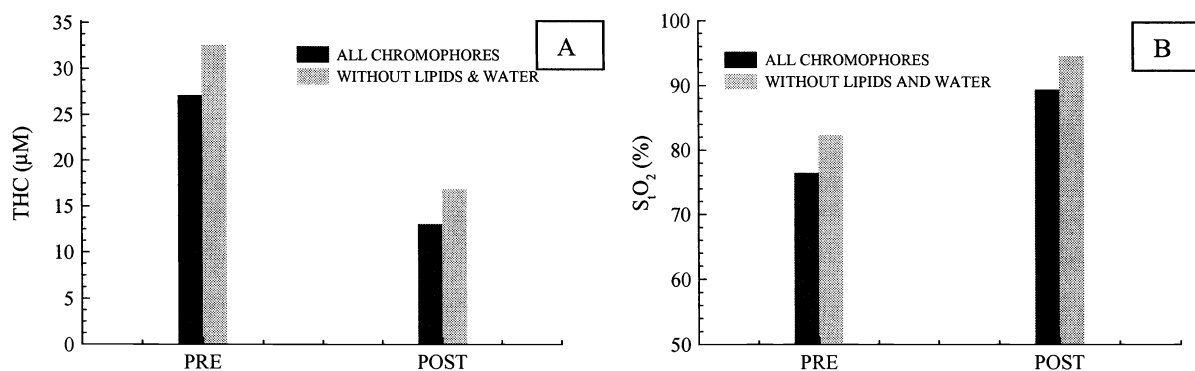 35
30
25
20
15
10
5
0
THC (µM)
ALL CHROMOPHORES
WITHOUT LIPIDS & WATER
A
PRE
POST
100
90
80
70
60
50
StO2 (%)
ALL CHROMOPHORES
WITHOUT LIPIDS AND WATER
B
PRE
POST